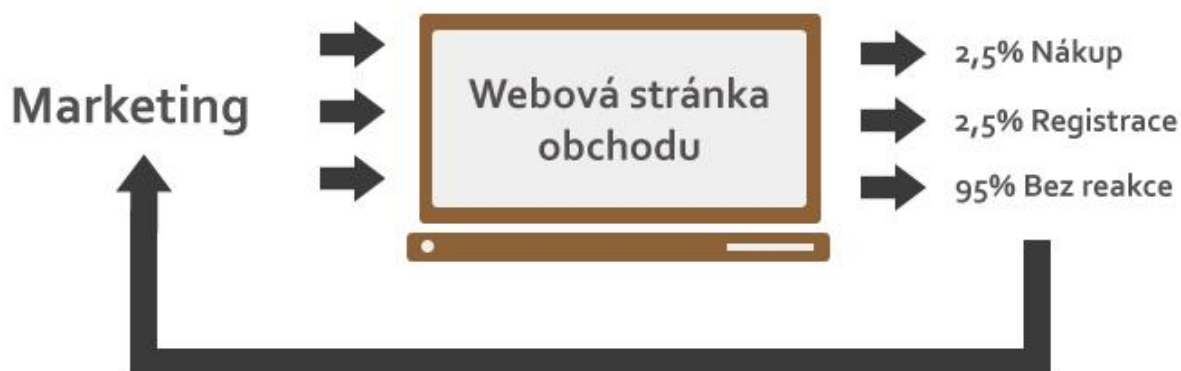 Marketing
Webová stránka
obchodu
2,5% Nákup
2,5% Registrace
95% Bez reakce